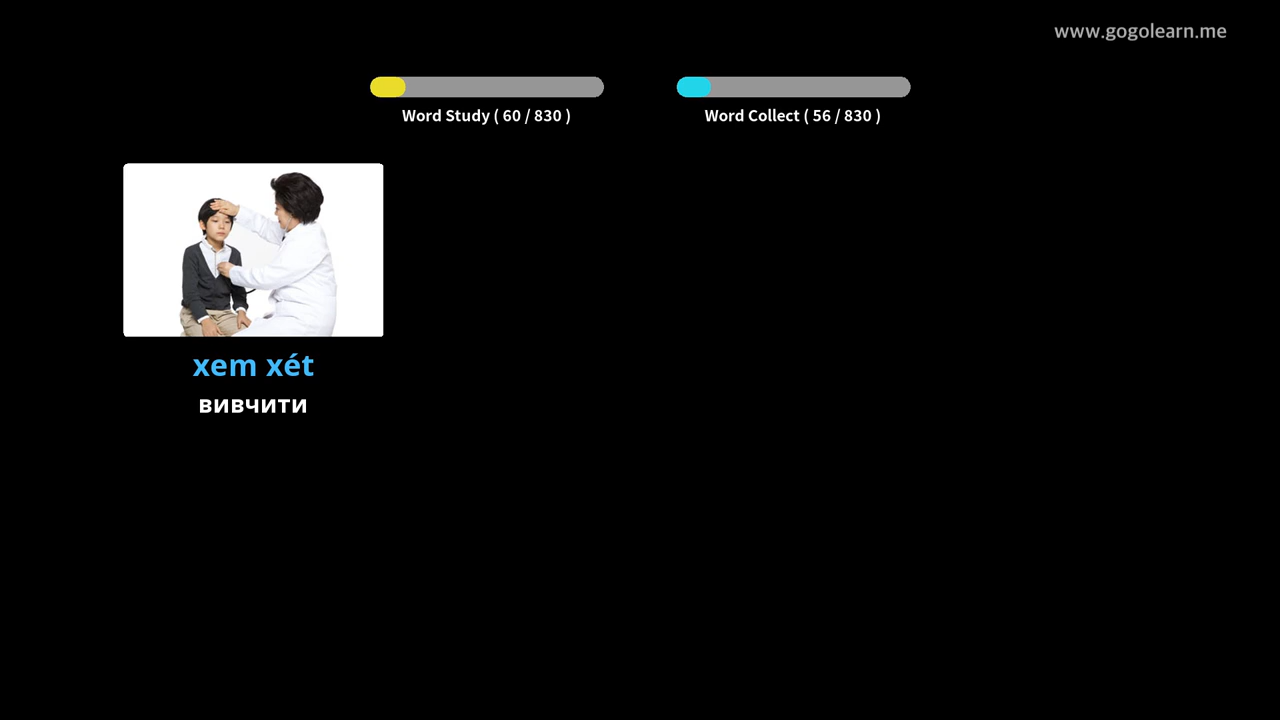 www.gogolearn.me
Word Study ( 60 / 830 )
Word Collect ( 56 / 830 )
xem xét
вивчити